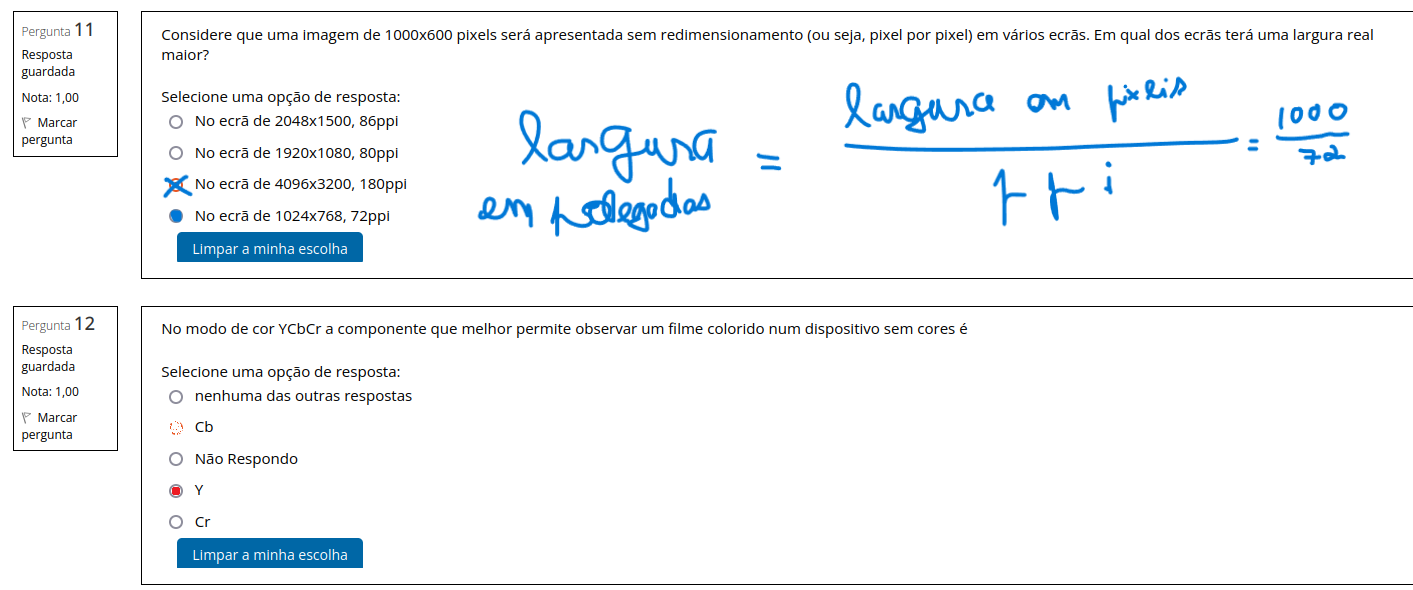 Pergunta 11
Resposta
guardada
Nota: 1,00
Marcar
pergunta
Considere que uma imagem de 1000x600 pixels será apresentada sem redimensionamento (ou seja, pixel por pixel) em vários ecrãs. Em qual dos ecrãs terá uma largura real
maior?
Selecione uma opção de resposta:
No ecrã de 2048x1500, 86ppi
No ecrã de 1920x1080, 80ppi
No ecrã de 4096x3200, 180ppi
No ecrã de 1024x768, 72ppi
Limpar a minha escolha
largura
em polegadas
=
largura em pixeis
ppi
= 1000
72
Pergunta 12
Resposta
guardada
Nota: 1,00
Marcar
pergunta
No modo de cor YCbCr a componente que melhor permite observar um filme colorido num dispositivo sem cores é
Selecione uma opção de resposta:
nenhuma das outras respostas
Cb
Não Respondo
Y
Cr
Limpar a minha escolha